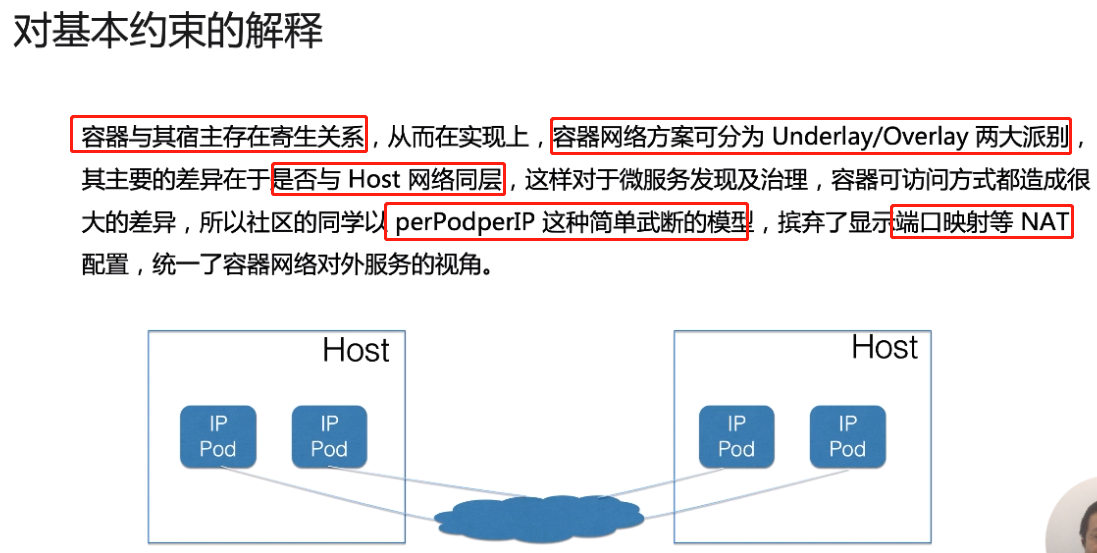 对基本约束的解释
容器与其宿主存在寄生关系，从而在实现上，容器网络方案可分为 Underlay/Overlay 两大派别，
其主要的差异在于是否与 Host 网络同层，这样对于微服务发现及治理，容器可访问方式都造成很
大的差异，所以社区的同学以 perPodperIP 这种简单武断的模型，摈弃了显示端口映射等 NAT
配置，统一了容器网络对外服务的视角。
Host
Host
IP
Pod
IP
Pod
IP
Pod
IP
Pod